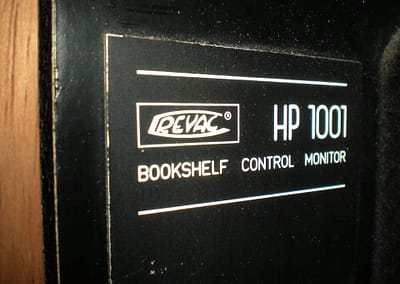 REVAC® HP 1001
BOOKSHELF CONTROL MONITOR